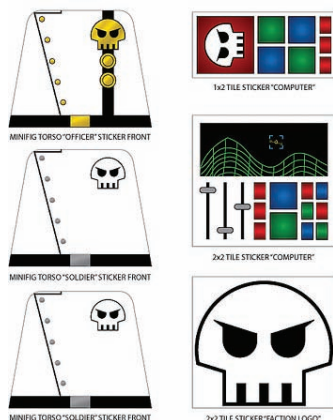 MINIFIG TORSO "OFFICER" STICKER FRONT
MINIFIG TORSO "SOLDIER" STICKER FRONT
MINIFIG TORSO "SOLDIER" STICKER FRONT
1x2 TILE STICKER "COMPUTER"
2x2 TILE STICKER "COMPUTER"
2x2 TILE STICKER "FACTION LOGO"